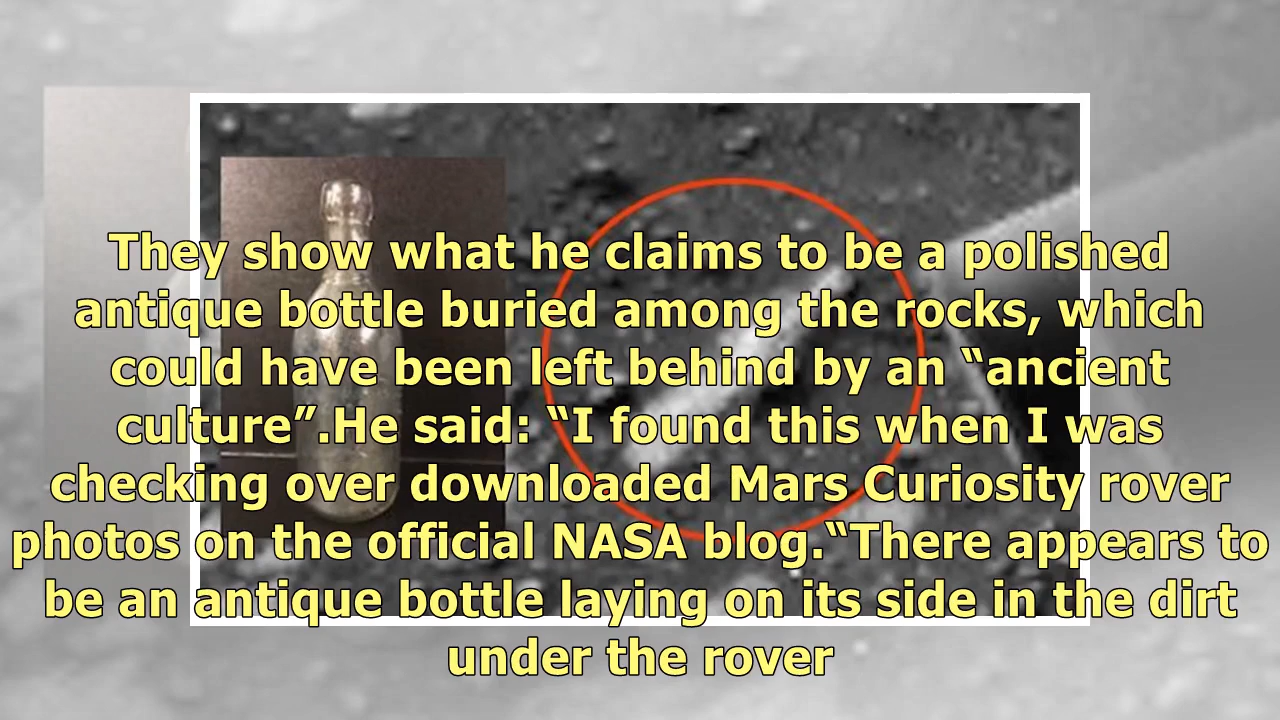 They show what he claims to be a polished
antique bottle buried among the rocks, which
could have been left behind by an “ancient
culture”.He said: “I found this when I was
checking over downloaded Mars Curiosity rover
photos on the official NASA blog.“There appears to
be an antique bottle laying on its side in the dirt
under the rover